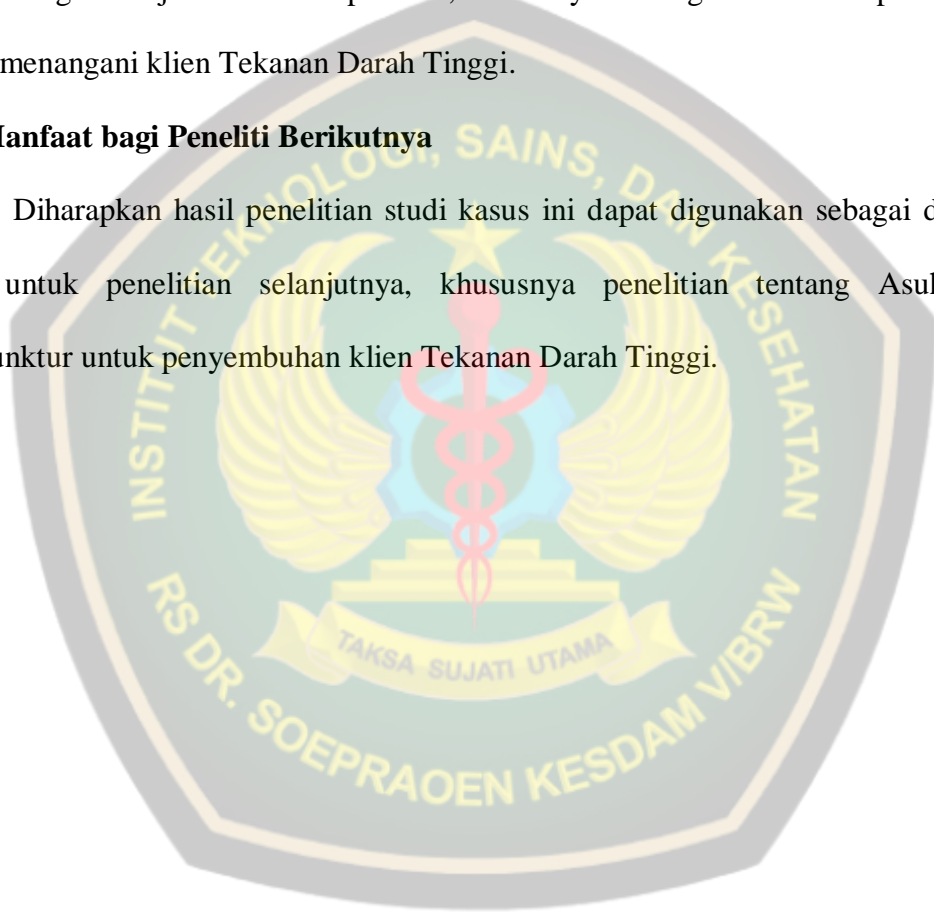 menangani klien Tekanan Darah Tinggi.
anfaat bagi Peneliti Berikutnya
Diharapkan hasil penelitian studi kasus ini dapat digunakan sebagai d
untuk penelitian selanjutnya, khususnya penelitian tentang Asu
unktur untuk penyembuhan klien Tekanan Darah Tinggi.
INSTITUT TEKNOLOGI, SAINS, DAN KESEHATAN
TAKSA SUJATI UTAMA
RS DR. SOEPRAOEN KESDAM V/BRW